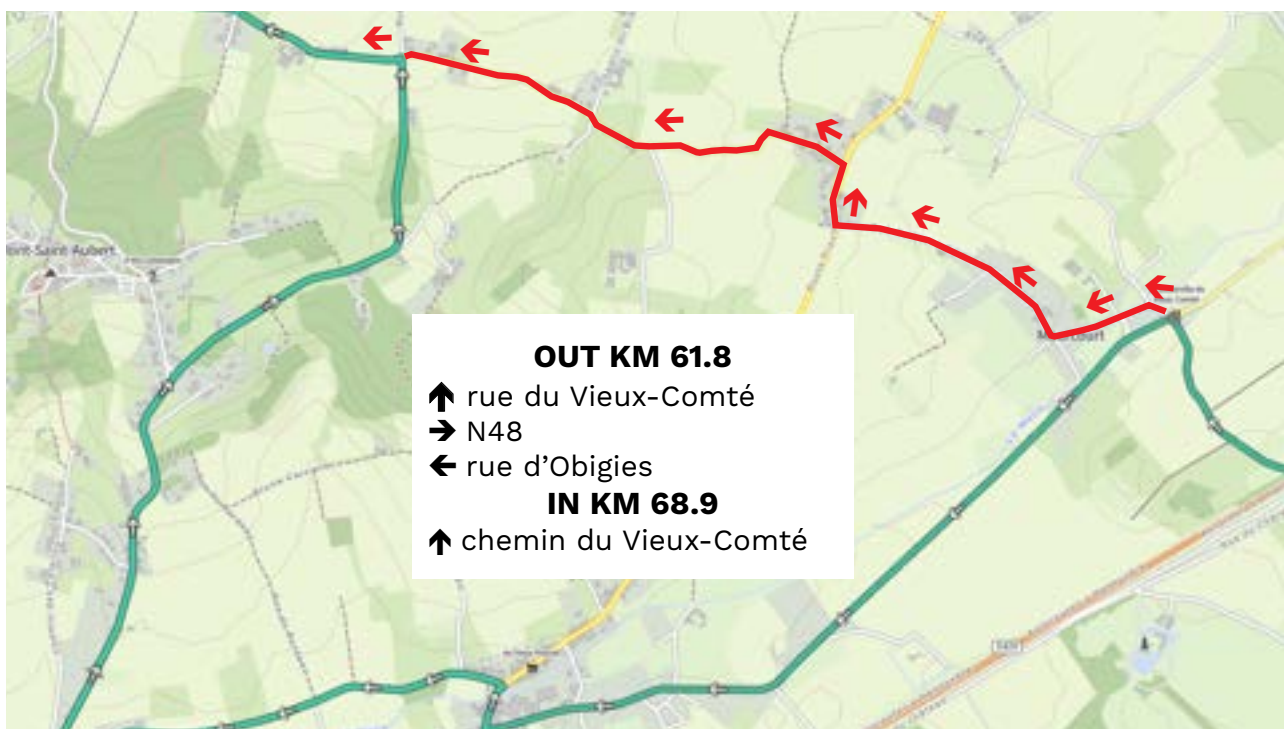 OUT KM 61.8
↑ rue du Vieux-Comté
→ N48
← rue d'Obigies
IN KM 68.9
↑ chemin du Vieux-Comté